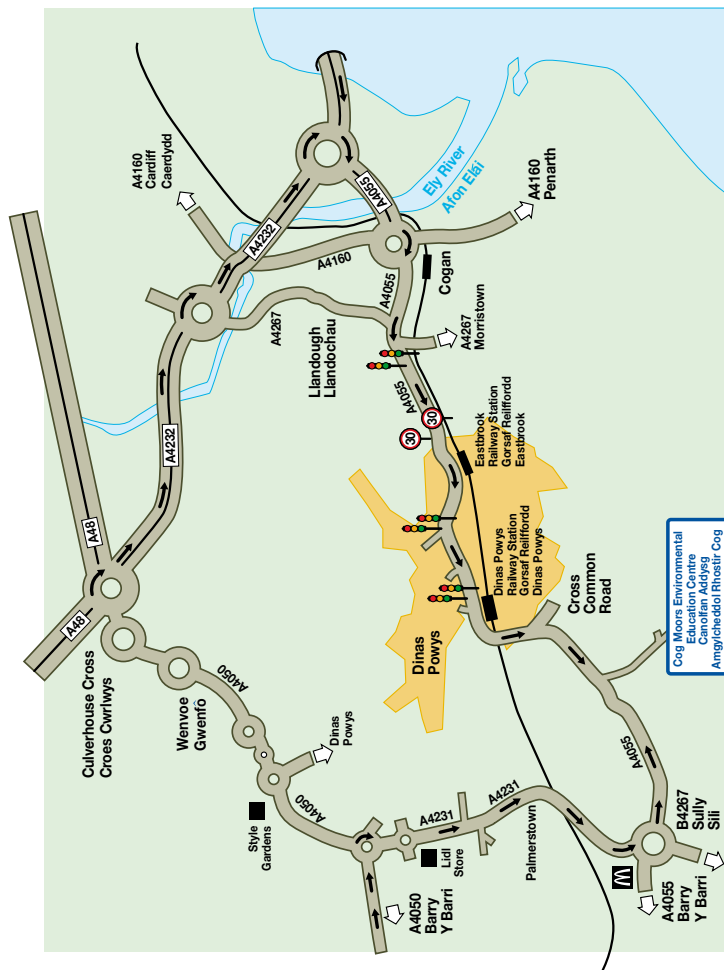 A4160
Cardiff
Caerdydd
A4232
A4055
Ely River
Afon Elái
A4160
Penarth
A4160
A4055
Cogan
A4267
A4267
Morristown
Llandough
Llandochau
A48
A48
A4232
A4055
30
30
Eastbrook
Railway Station
Gorsaf Reilffordd
Eastbrook
Dinas Powys
Railway Station
Gorsaf Reilffordd
Dinas Powys
Dinas
Powys
Cross
Common
Road
Cog Moors Environmental
Education Centre
Canolfan Addysg
Amgylcheddol Rhostir Cog
Culverhouse Cross
Croes Cwrlwys
Wenvoe
Gwenfô
A4050
Dinas
Powys
Style
Gardens
A4050
A4231
A4231
Lidl
Store
Palmerstown
A4050
Barry
Y Barri
A4055
B4267
Sully
Sili
M
A4055
Barry
Y Barri